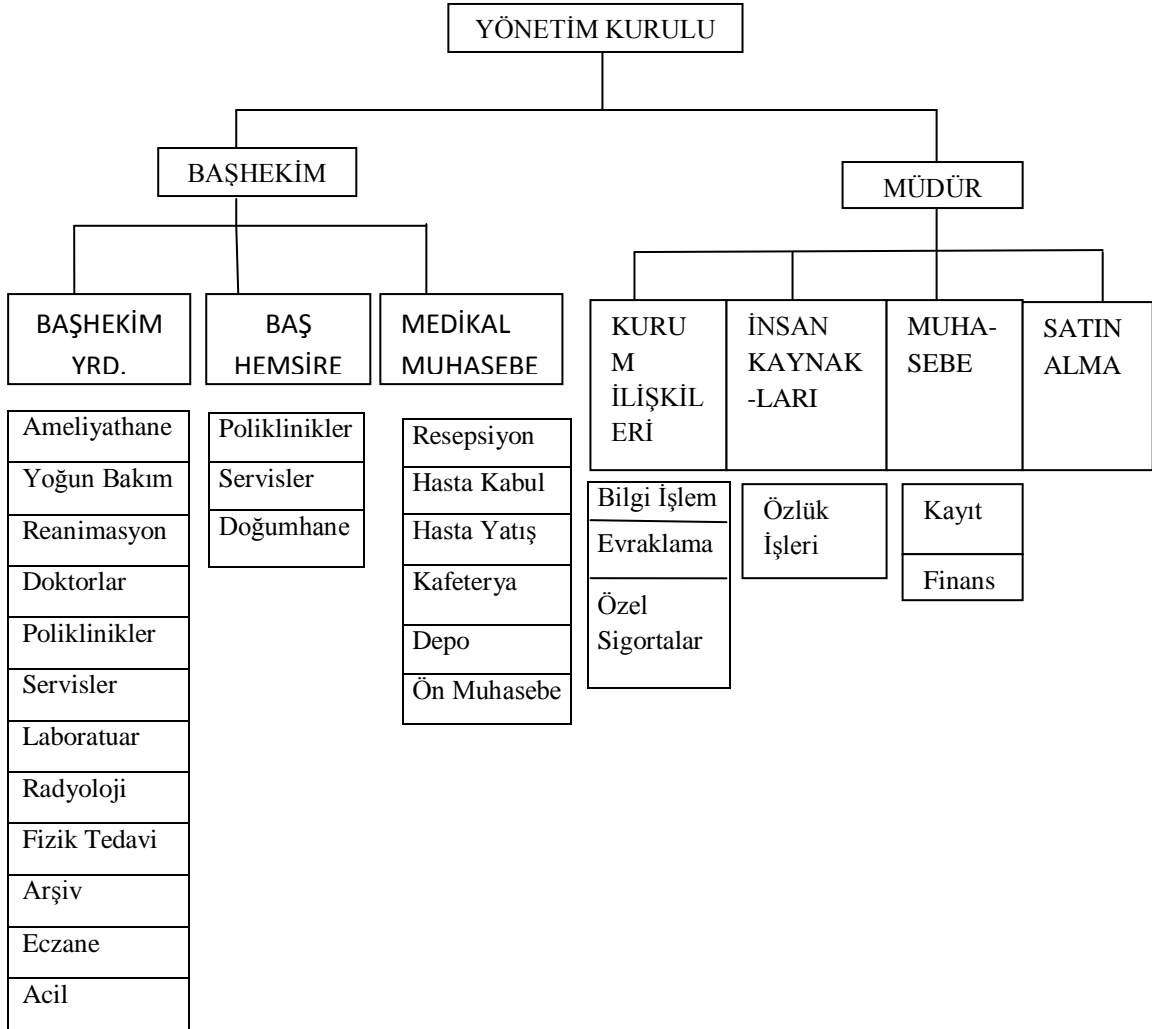 YÖNETİM KURULU
BAŞHEKİM
MÜDÜR
BAŞHEKİM
YRD.
BAŞ
HEMSİRE
MEDİKAL
MUHASEBE
KURU
M
İLİŞKİL
ERİ
İNSAN
KAYNAK
-LARI
MUHA-
SEBE
SATIN
ALMA
Ameliyathane
Yoğun Bakım
Reanimasyon
Doktorlar
Poliklinikler
Servisler
Laboratuar
Radyoloji
Fizik Tedavi
Arşiv
Eczane
Acil
Poliklinikler
Servisler
Doğumhane
Resepsiyon
Hasta Kabul
Hasta Yatış
Kafeterya
Depo
Ön Muhasebe
Bilgi İşlem
Evraklama
Özel
Sigortalar
Özlük
İşleri
Kayıt
Finans